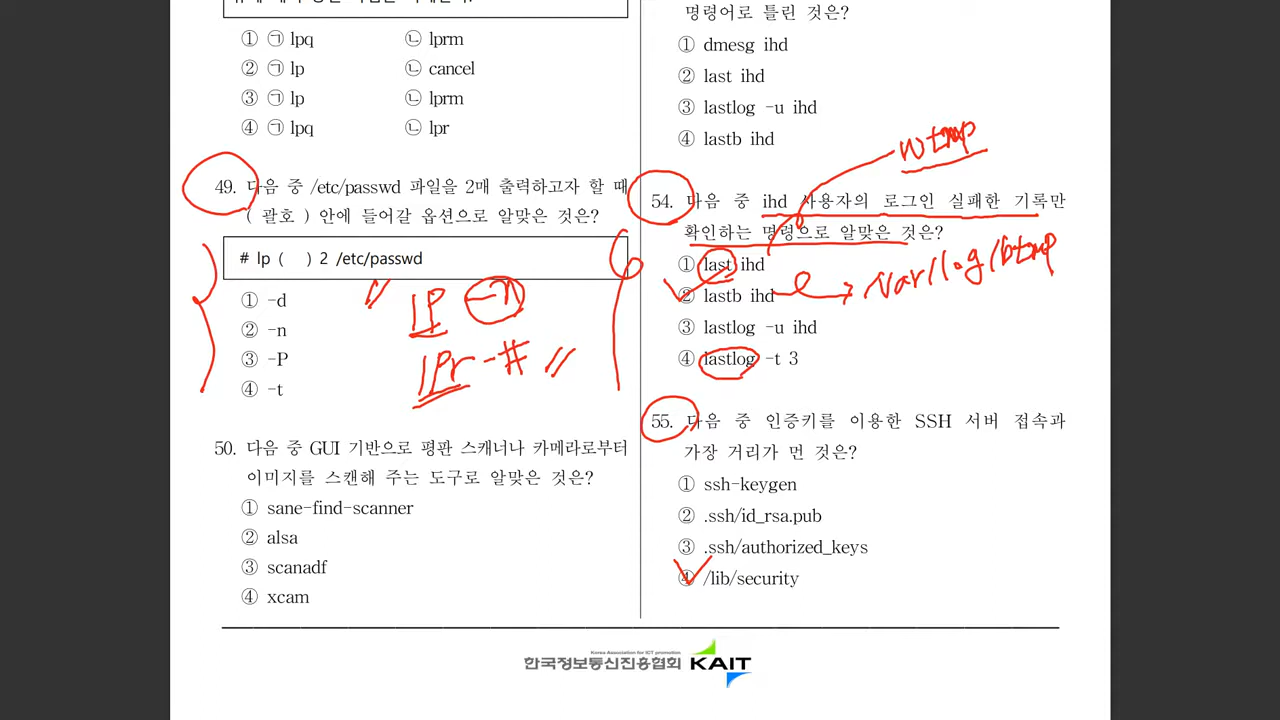 ① ㉠ lpq ㉡ lprm
② ㉠ lp ㉡ cancel
③ ㉠ lp ㉡ lprm
④ ㉠ lpq ㉡ lpr
49. 다음 중 /etc/passwd 파일을 2매 출력하고자 할 때
( 괄호 ) 안에 들어갈 옵션으로 알맞은 것은?
# lp ( ) 2 /etc/passwd
① -d
② -n
③ -P
④ -t
lp -n
lpr -#
50. 다음 중 GUI 기반으로 평판 스캐너나 카메라로부터
이미지를 스캔해 주는 도구로 알맞은 것은?
① sane-find-scanner
② alsa
③ scanadf
④ xcam
명령어로 틀린 것은?
① dmesg ihd
② last ihd
③ lastlog -u ihd
④ lastb ihd
wtmp
54. 다음 중 ihd 사용자의 로그인 실패한 기록만
확인하는 명령으로 알맞은 것은?
① last ihd
② lastb ihd
/var/log/btmp
③ lastlog -u ihd
④ lastlog -t 3
55. 다음 중 인증키를 이용한 SSH 서버 접속과
가장 거리가 먼 것은?
① ssh-keygen
② .ssh/id_rsa.pub
③ .ssh/authorized_keys
④ /lib/security
Korea Association for ICT promotion
한국정보통신진흥협회 KAIT